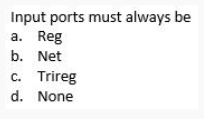 Input ports must always be
a. Reg
b. Net
c. Trireg
d. None